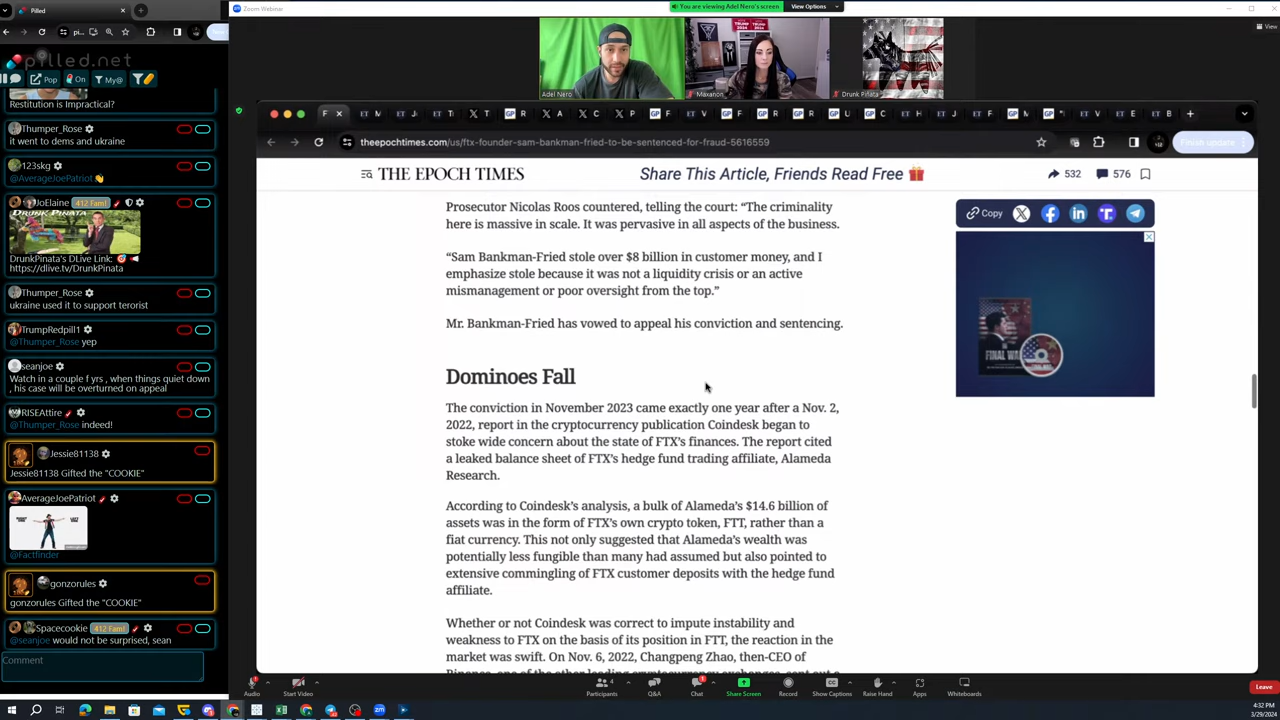 Pilled
Zoom Webinar
You are viewing Adel Nero's screen
View Options
View
pilled.net
Pop
On
My@
Restitution is Impractical?
Thumper_Rose
it went to dems and ukraine
123skg
@AverageJoePatriot
JoElaine 412 Fam!
DRUNK PINATA
DrunkPinata's DLive Link:
https://dlive.tv/DrunkPinata
Thumper_Rose
ukraine used it to support terorist
TrumpRedpill1
@Thumper_Rose yep
seanjoe
Watch in a couple f yrs , when things quiet down
, his case will be overturned on appeal
RISEAttire
@Thumper_Rose indeed!
Jessie81138
Jessie81138 Gifted the "COOKIE"
AverageJoePatriot
@Factfinder
gonzorules
gonzorules Gifted the "COOKIE"
Spacecookie 412 Fam!
@seanjoe would not be surprised, sean
Comment
Adel Nero
Maxanon
Drunk Pinata
theepochtimes.com/us/ftx-founder-sam-bankman-fried-to-be-sentenced-for-fraud-5616559
Finish update
THE EPOCH TIMES
Share This Article, Friends Read Free
532
576
Prosecutor Nicolas Roos countered, telling the court: “The criminality
here is massive in scale. It was pervasive in all aspects of the business.
“Sam Bankman-Fried stole over $8 billion in customer money, and I
emphasize stole because it was not a liquidity crisis or an active
mismanagement or poor oversight from the top.”
Mr. Bankman-Fried has vowed to appeal his conviction and sentencing.
Dominoes Fall
The conviction in November 2023 came exactly one year after a Nov. 2,
2022, report in the cryptocurrency publication Coindesk began to
stoke wide concern about the state of FTX’s finances. The report cited
a leaked balance sheet of FTX’s hedge fund trading affiliate, Alameda
Research.
According to Coindesk’s analysis, a bulk of Alameda’s $14.6 billion of
assets was in the form of FTX’s own crypto token, FTT, rather than a
fiat currency. This not only suggested that Alameda’s wealth was
potentially less fungible than many had assumed but also pointed to
extensive commingling of FTX customer deposits with the hedge fund
affiliate.
Whether or not Coindesk was correct to impute instability and
weakness to FTX on the basis of its position in FTT, the reaction in the
market was swift. On Nov. 6, 2022, Changpeng Zhao, then-CEO of
Copy
FINAL WAR
Audio
Start Video
Participants
4
Q&A
Chat
1
Share Screen
Record
Show Captions
Raise Hand
Apps
Whiteboards
Leave
4:32 PM
3/29/2024